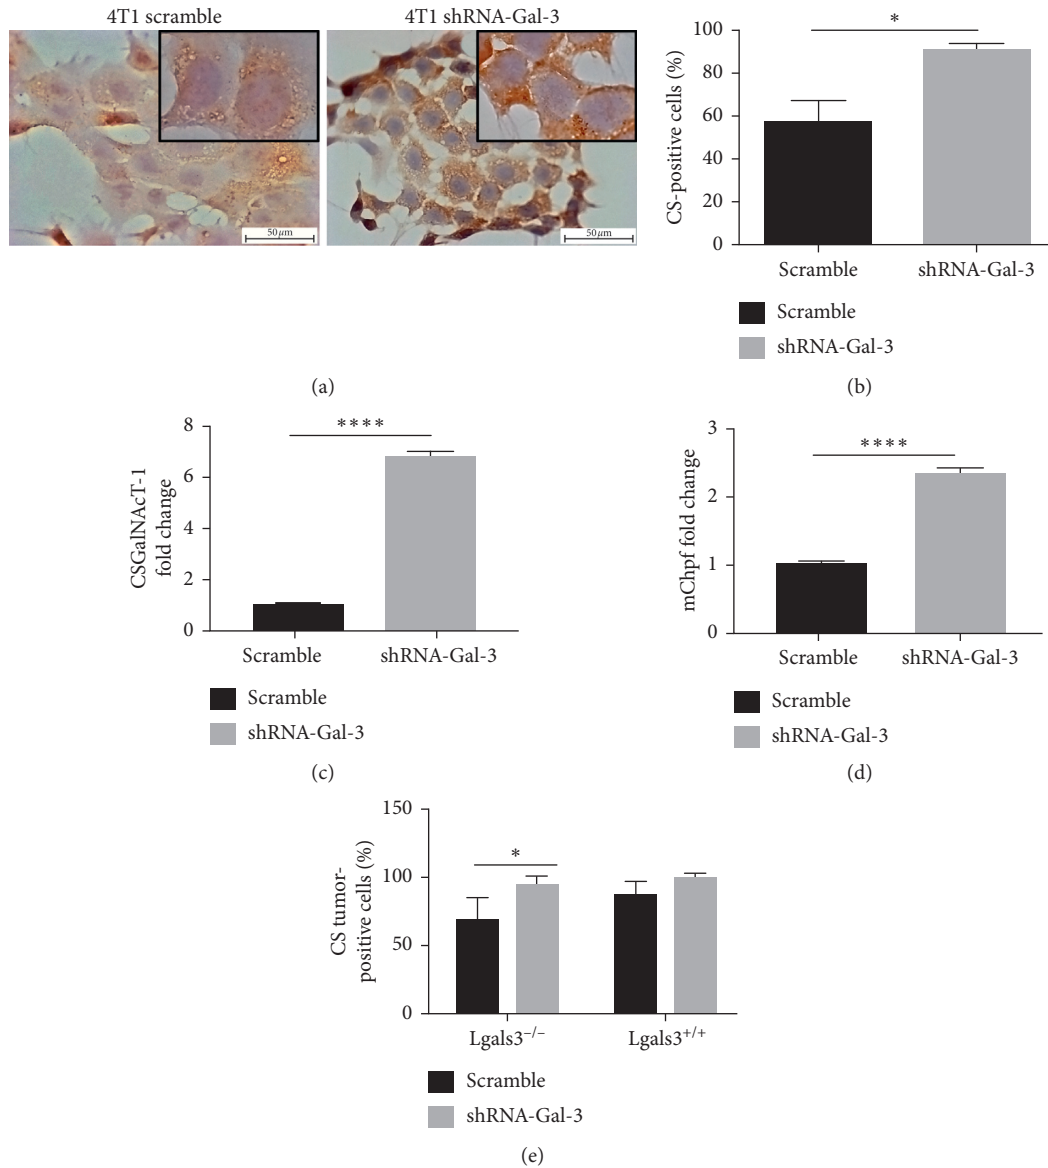 4T1 scramble
4T1 shRNA-Gal-3
50 μm
50 μm
(a)
CS-positive cells (%)
100
80
60
40
20
0
*
Scramble
shRNA-Gal-3
Scramble
shRNA-Gal-3
(b)
CSGalNAcT-1
fold change
8
6
4
2
0
****
Scramble
shRNA-Gal-3
Scramble
shRNA-Gal-3
(c)
mChpf fold change
3
2
1
0
****
Scramble
shRNA-Gal-3
Scramble
shRNA-Gal-3
(d)
CS tumor-
positive cells (%)
150
100
50
0
*
Lgals3⁻/⁻
Lgals3⁺/⁺
Scramble
shRNA-Gal-3
(e)